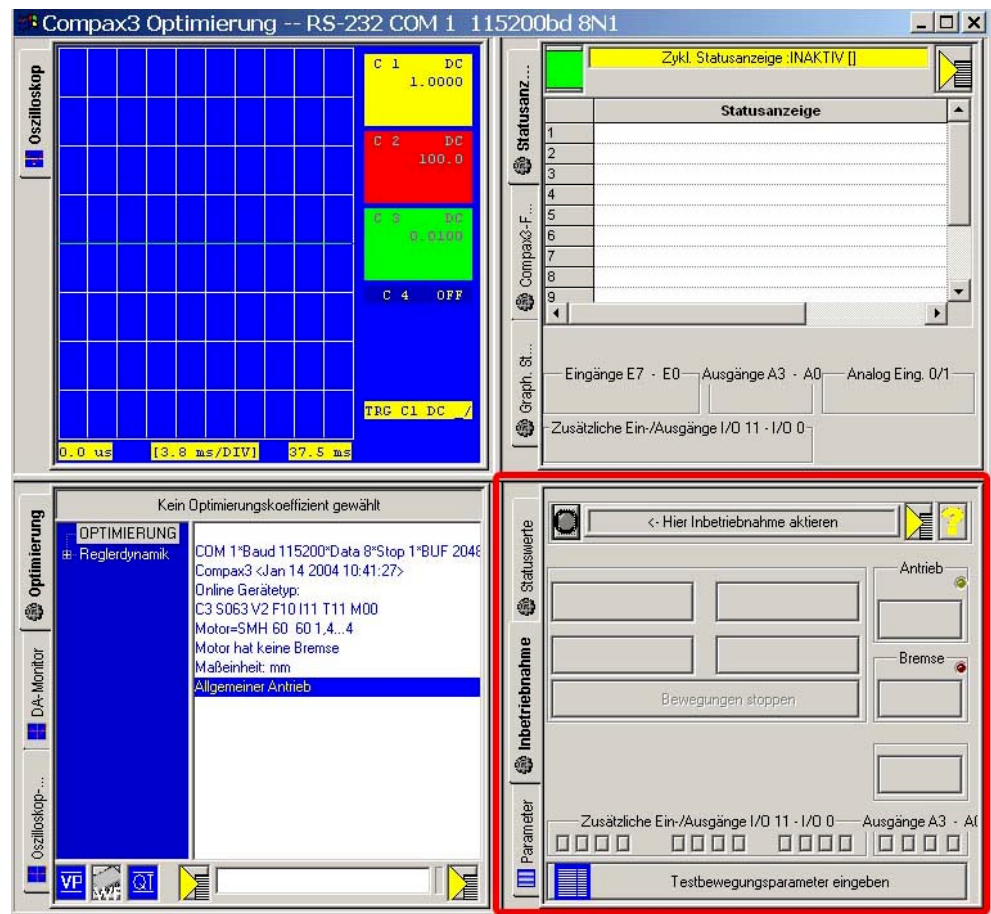 Compax3 Optimierung -- RS-232 COM 1 115200bd 8N1
Oszilloskop
C 1 DC
1.0000
C 2 DC
100.0
C 3 DC
0.0100
C 4 OFF
TRG C1 DC _/
0.0 us [3.8 ms/DIV] 37.5 ms
Statusanz...
Compax3-F...
Graph. St...
Zykl. Statusanzeige :INAKTIV []
Statusanzeige
1
2
3
4
5
6
7
8
9
Eingänge E7 - E0 Ausgänge A3 - A0 Analog Eing. 0/1
Zusätzliche Ein-/Ausgänge I/O 11 - I/O 0
Optimierung
DA-Monitor
Oszilloskop-...
Kein Optimierungskoeffizient gewählt
OPTIMIERUNG
Reglerdynamik
COM 1*Baud 115200*Data 8*Stop 1*BUF 2048
Compax3 <Jan 14 2004 10:41:27>
Online Gerätetyp:
C3 S063 V2 F10 I11 T11 M00
Motor=SMH 60 60 1,4...4
Motor hat keine Bremse
Maßeinheit: mm
Allgemeiner Antrieb
VP
QT
Statuswerte
Inbetriebnahme
Parameter
<- Hier Inbetriebnahme aktieren
?
Antrieb
Bremse
Bewegungen stoppen
Zusätzliche Ein-/Ausgänge I/O 11 - I/O 0 Ausgänge A3 - A0
Testbewegungsparameter eingeben